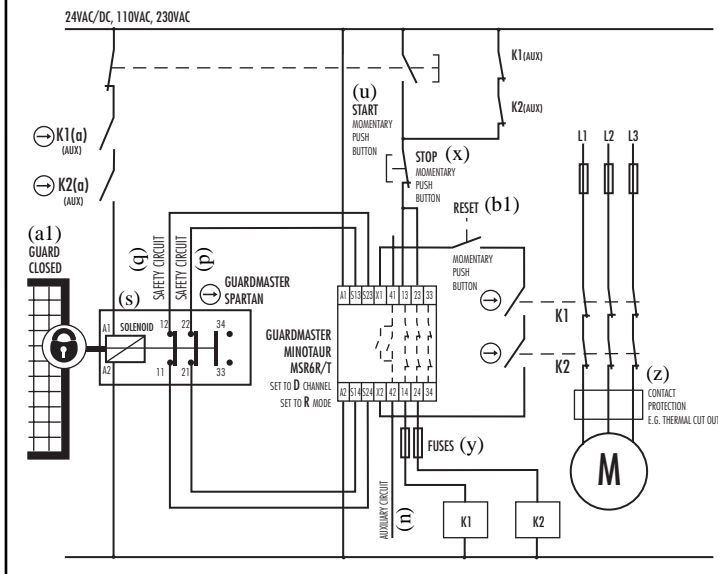 24VAC/DC, 110VAC, 230VAC
K1(AUX)
(u)
START
MOMENTARY
PUSH
BUTTON
K2(AUX)
K1(a)
(AUX)
K2(a)
(AUX)
STOP (x)
MOMENTARY
PUSH
BUTTON
L1 L2 L3
RESET (b1)
MOMENTARY
PUSH
BUTTON
(a1)
GUARD
CLOSED
(q)
SAFETY CIRCUIT
SAFETY CIRCUIT
(p)
GUARDMASTER
SPARTAN
(s)
A1 SOLENOID 12 22 34
A2 11 21 33
A1 S13 S23 X1 41 13 23 33
GUARDMASTER
MINOTAUR
MSR6R/T
SET TO D CHANNEL
SET TO R MODE
A2 S14 S24 X2 42 14 24 34
K1
K2
(z)
CONTACT
PROTECTION
E.G. THERMAL CUT OUT
M
FUSES (y)
AUXILIARY CIRCUIT
(n)
K1 K2